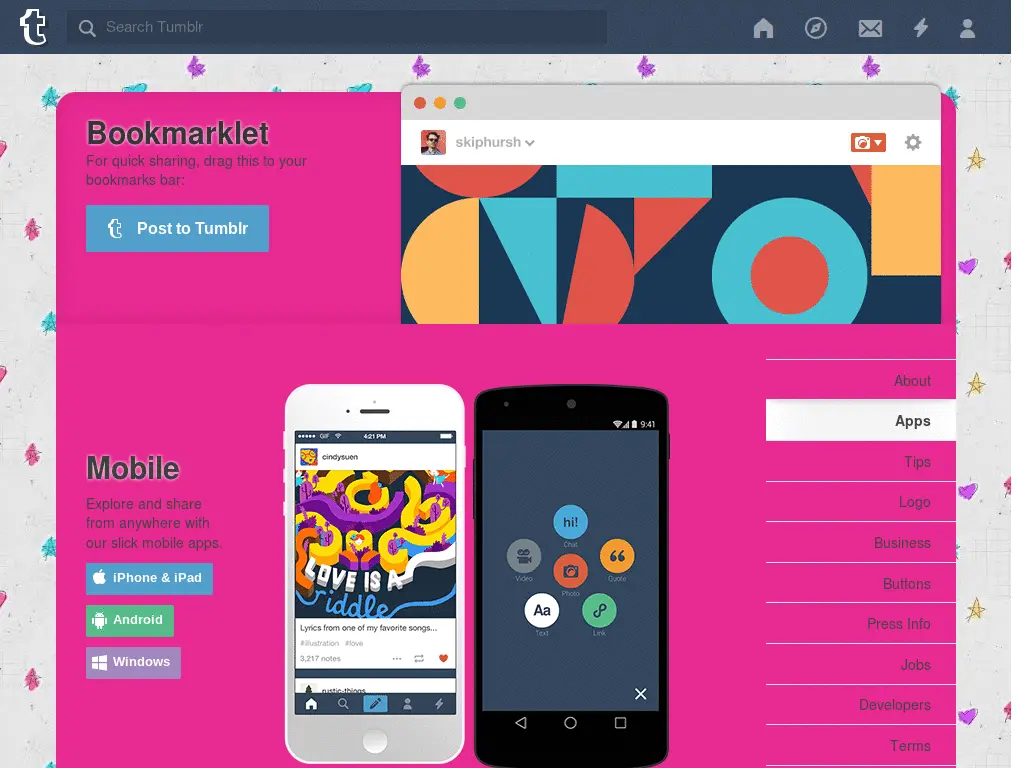 Search Tumblr
Bookmarklet
For quick sharing, drag this to your
bookmarks bar:
Post to Tumblr
skiphursh
About
Apps
Tips
Logo
Business
Buttons
Press Info
Jobs
Developers
Terms
Mobile
Explore and share
from anywhere with
our slick mobile apps.
iPhone & iPad
Android
Windows
GIF 4:21 PM
cindysuen
LOVE IS A
riddle
Lyrics from one of my favorite songs...
#illustration #love
3,217 notes
rustic-things
9:41
hi!
Chat
Video
Quote
Photo
Aa
Text
Link